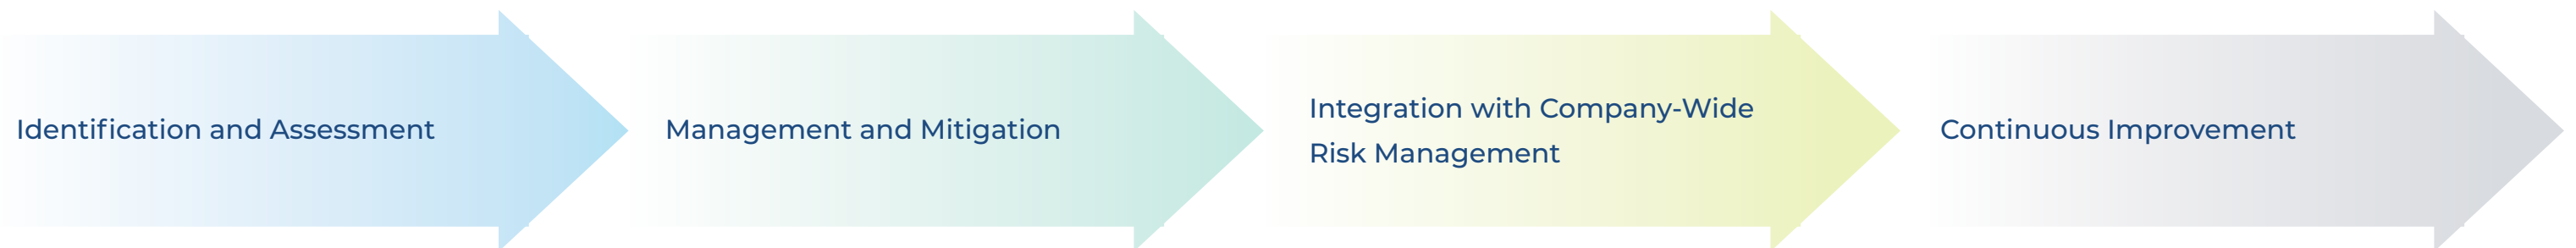 Identification and Assessment
Management and Mitigation
Integration with Company-Wide
Risk Management
Continuous Improvement